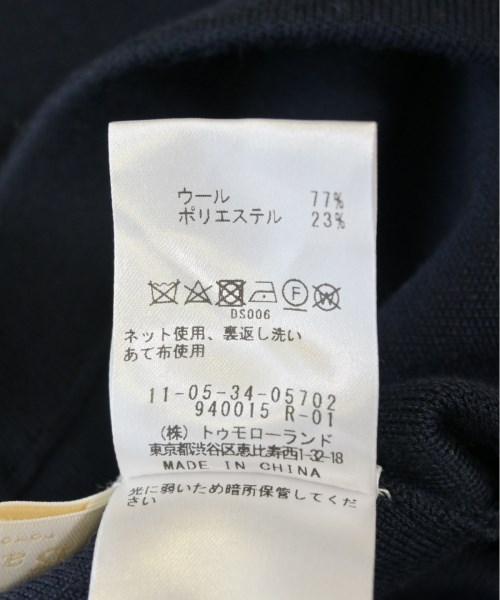 ウール 77%
ポリエステル 23%
F W
DS006
ネット使用、裏返し洗い
あて布使用
11-05-34-05702
940015 R-01
(株) トゥモローランド
東京都渋谷区恵比寿西1-32-18
MADE IN CHINA
光に弱いため暗所保管してくだ
さい